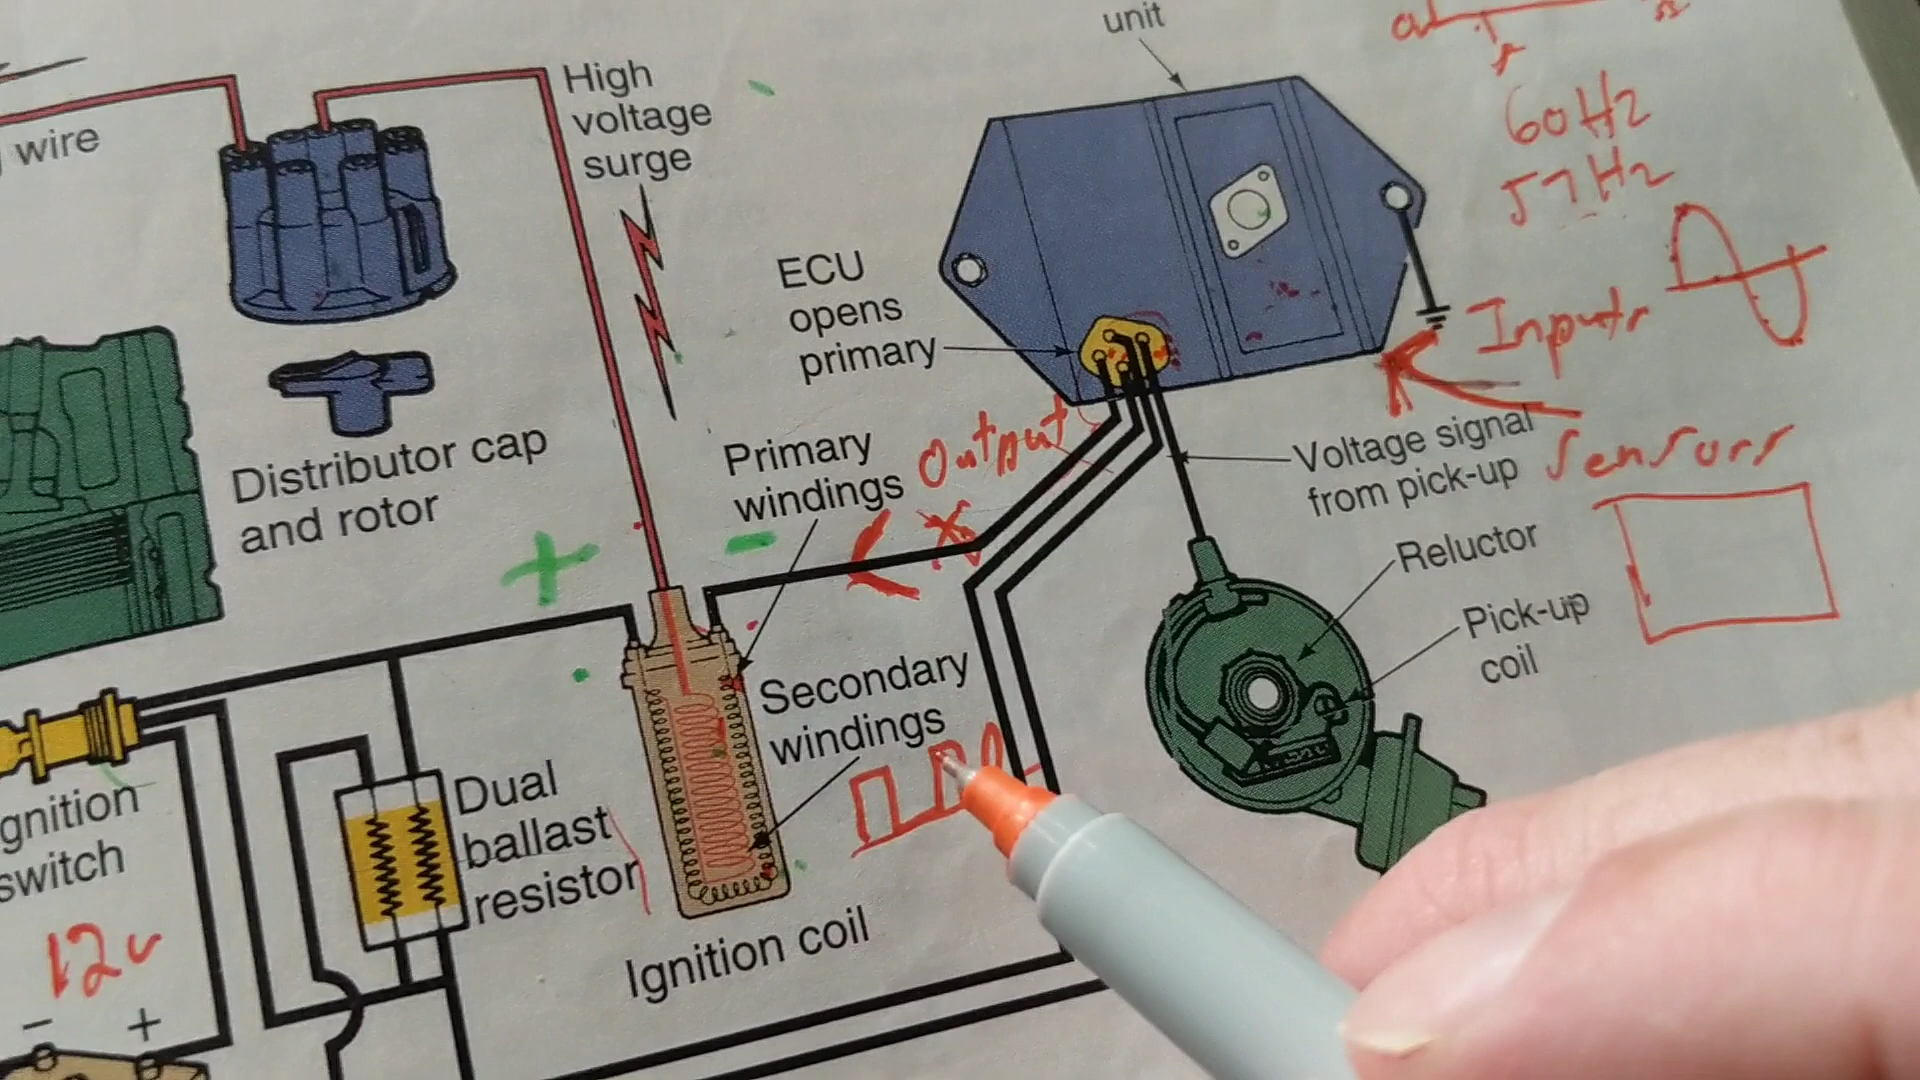 unit
High
voltage
surge
wire
60Hz
57Hz
ECU
opens
primary
Inputs
Distributor cap
and rotor
Primary
windings
Output
Voltage signal
from pick-up
Sensors
Reluctor
Pick-up
coil
Secondary
windings
Dual
ballast
resistor
gnition
switch
Ignition coil
12v
- +
+
-